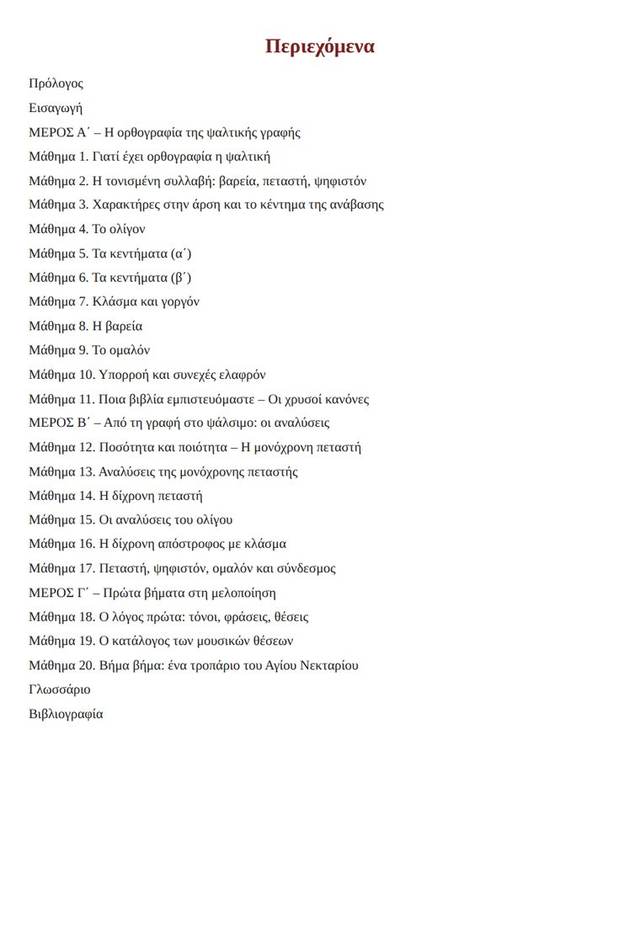 Περιεχόμενα
Πρόλογος
Εισαγωγή
ΜΕΡΟΣ Α΄ – Η ορθογραφία της ψαλτικής γραφής
Μάθημα 1. Γιατί έχει ορθογραφία η ψαλτική
Μάθημα 2. Η τονισμένη συλλαβή: βαρεία, πεταστή, ψηφιστόν
Μάθημα 3. Χαρακτήρες στην άρση και το κέντημα της ανάβασης
Μάθημα 4. Το ολίγον
Μάθημα 5. Τα κεντήματα (α΄)
Μάθημα 6. Τα κεντήματα (β΄)
Μάθημα 7. Κλάσμα και γοργόν
Μάθημα 8. Η βαρεία
Μάθημα 9. Το ομαλόν
Μάθημα 10. Υπορροή και συνεχές ελαφρόν
Μάθημα 11. Ποια βιβλία εμπιστευόμαστε – Οι χρυσοί κανόνες
ΜΕΡΟΣ Β΄ – Από τη γραφή στο ψάλσιμο: οι αναλύσεις
Μάθημα 12. Ποσότητα και ποιότητα – Η μονόχρονη πεταστή
Μάθημα 13. Αναλύσεις της μονόχρονης πεταστής
Μάθημα 14. Η δίχρονη πεταστή
Μάθημα 15. Οι αναλύσεις του ολίγου
Μάθημα 16. Η δίχρονη απόστροφος με κλάσμα
Μάθημα 17. Πεταστή, ψηφιστόν, ομαλόν και σύνδεσμος
ΜΕΡΟΣ Γ΄ – Πρώτα βήματα στη μελοποίηση
Μάθημα 18. Ο λόγος πρώτα: τόνοι, φράσεις, θέσεις
Μάθημα 19. Ο κατάλογος των μουσικών θέσεων
Μάθημα 20. Βήμα βήμα: ένα τροπάριο του Αγίου Νεκταρίου
Γλωσσάριο
Βιβλιογραφία